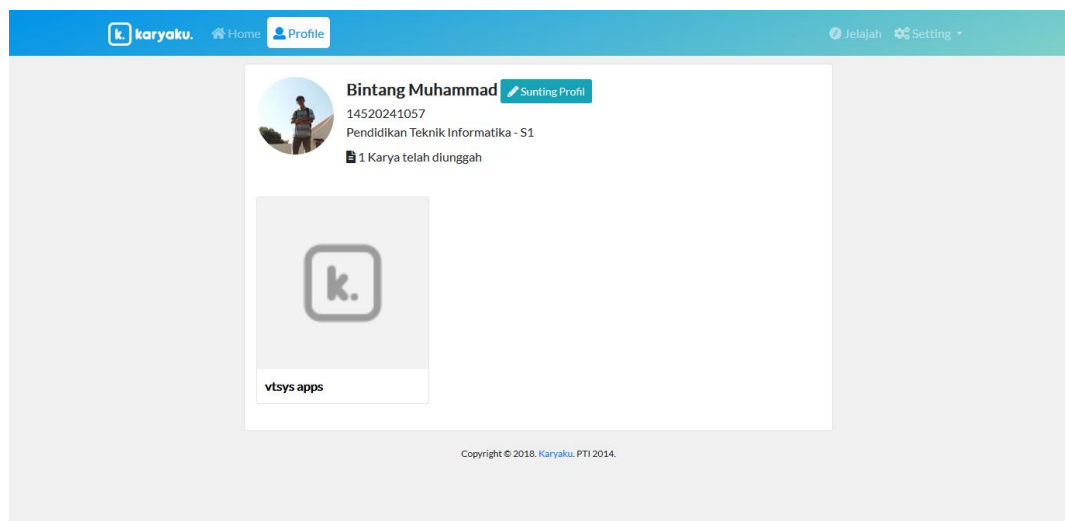 k. karyaku. Home Profile Jelajah Setting
Bintang Muhammad Sunting Profil
14520241057
Pendidikan Teknik Informatika - S1
1 Karya telah diunggah
k.
vtsys apps
Copyright © 2018. Karyaku. PTI 2014.